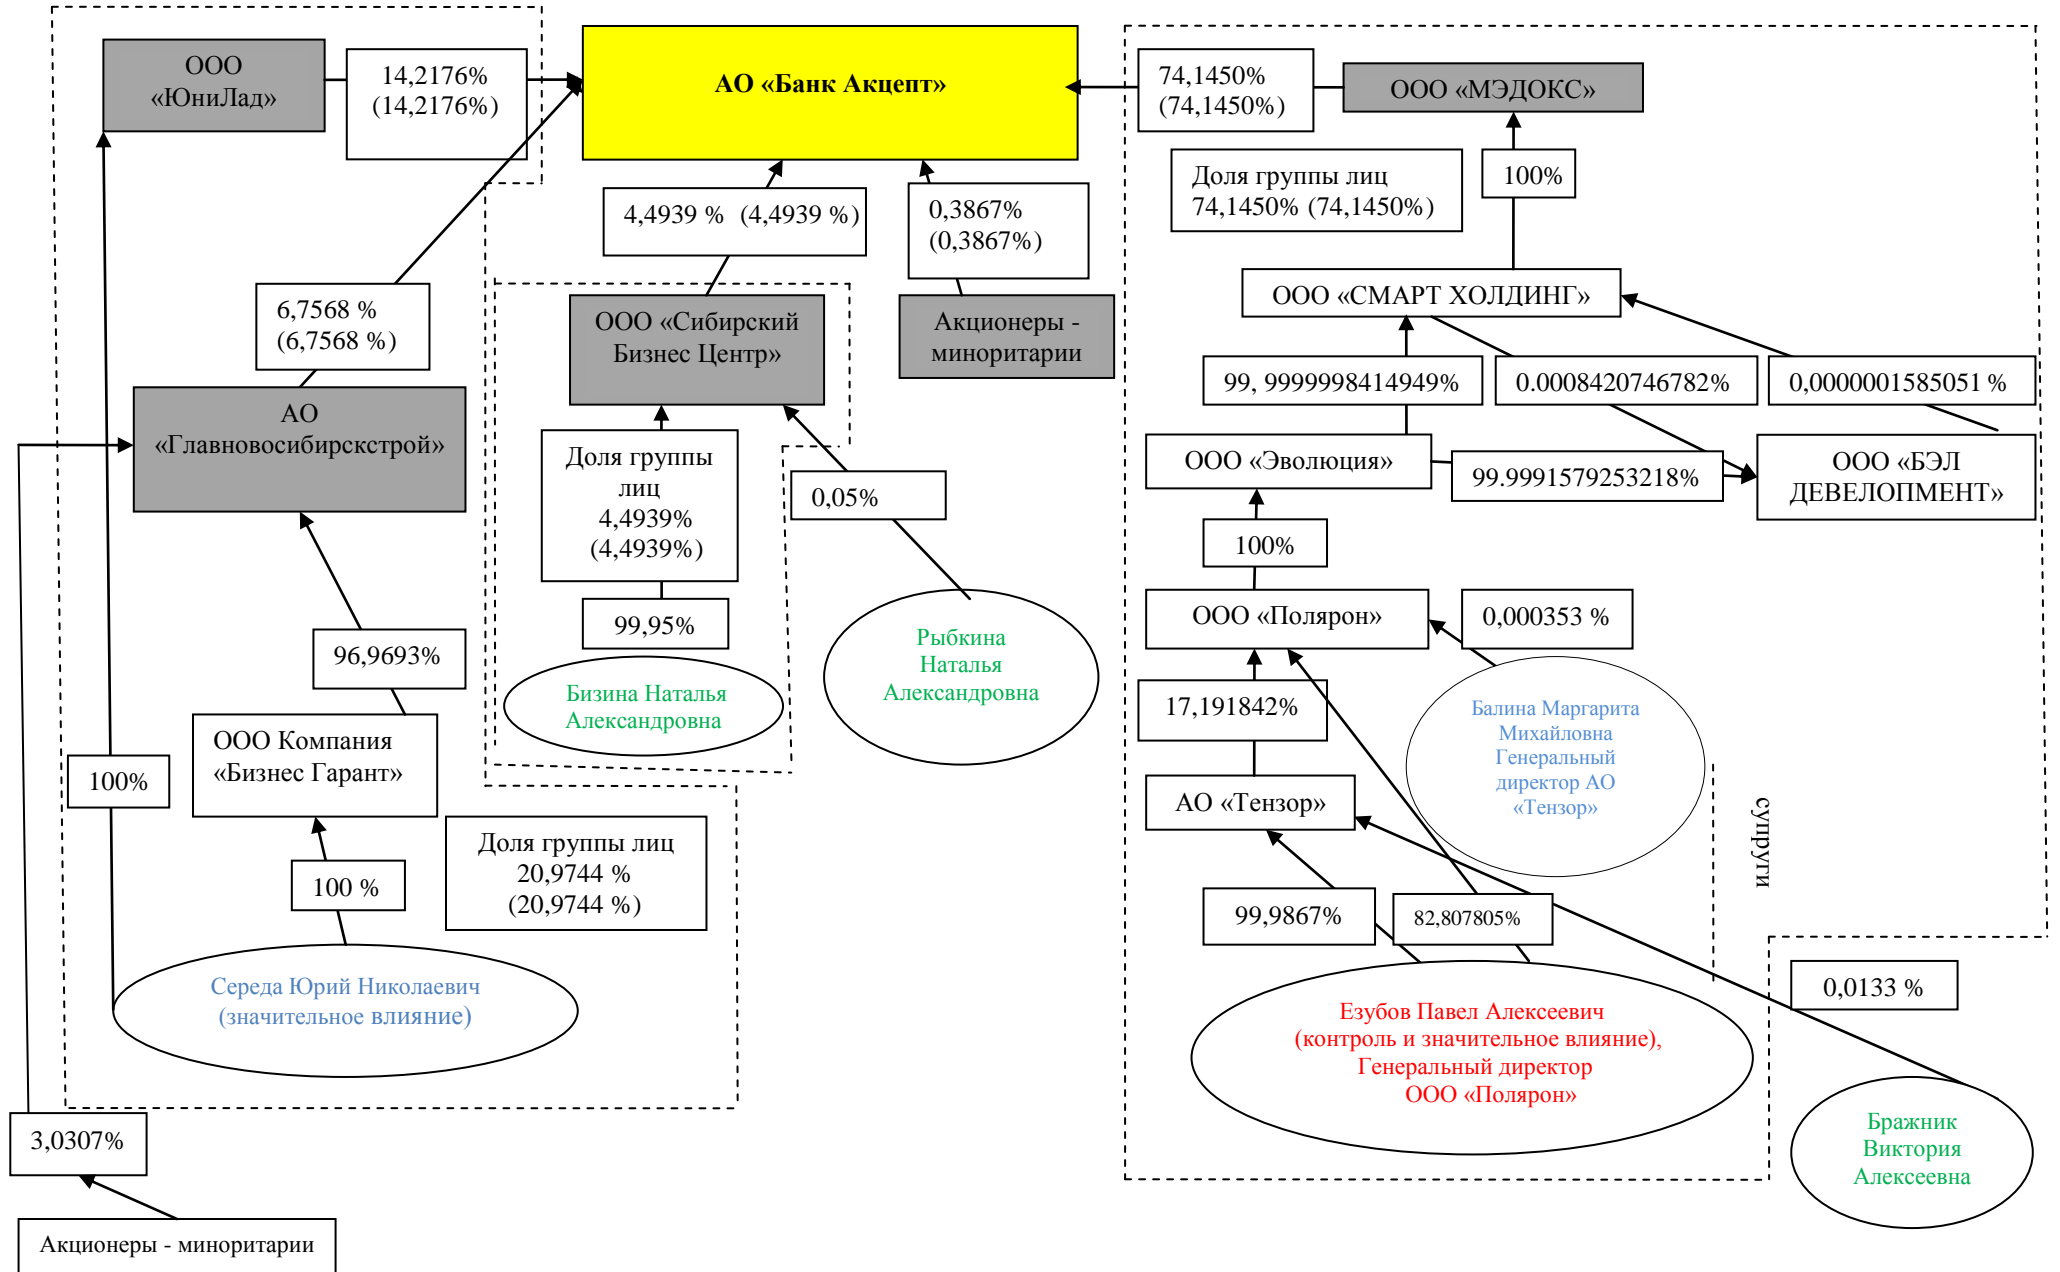 ООО
«ЮниЛад»
14,2176%
(14,2176%)
АО «Банк Акцепт»
74,1450%
(74,1450%)
ООО «МЭДОКС»
Доля группы лиц
74,1450% (74,1450%)
100%
4,4939 % (4,4939 %)
0,3867%
(0,3867%)
6,7568 %
(6,7568 %)
ООО «Сибирский
Бизнес Центр»
Акционеры -
миноритарии
ООО «СМАРТ ХОЛДИНГ»
99, 9999998414949%
0.0008420746782%
0,0000001585051 %
АО
«Главновосибирскстрой»
Доля группы
лиц
4,4939%
(4,4939%)
0,05%
ООО «Эволюция»
99.9991579253218%
ООО «БЭЛ
ДЕВЕЛОПМЕНТ»
100%
99,95%
ООО «Полярон»
0,000353 %
96,9693%
Бизина Наталья
Александровна
Рыбкина
Наталья
Александровна
17,191842%
Балина Маргарита
Михайловна
Генеральный
директор АО
«Тензор»
ООО Компания
«Бизнес Гарант»
100%
АО «Тензор»
супруги
Доля группы лиц
20,9744 %
(20,9744 %)
100 %
99,9867%
82,807805%
Середа Юрий Николаевич
(значительное влияние)
0,0133 %
Езубов Павел Алексеевич
(контроль и значительное влияние),
Генеральный директор
ООО «Полярон»
3,0307%
Бражник
Виктория
Алексеевна
Акционеры - миноритарии